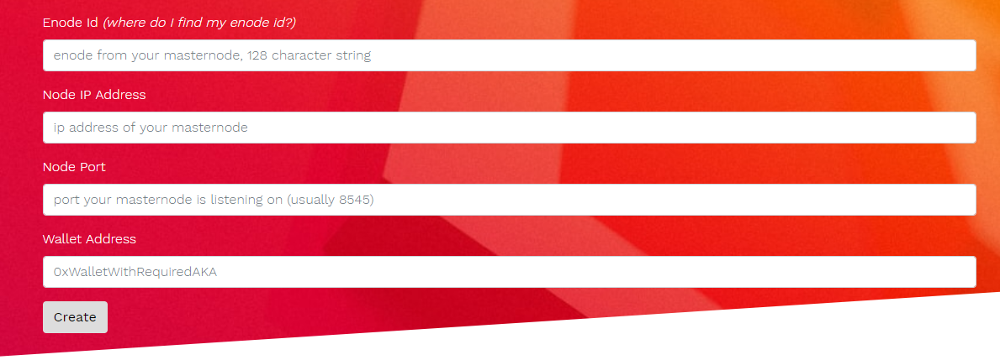 Enode Id (where do I find my enode id?)
enode from your masternode, 128 character string
Node IP Address
ip address of your masternode
Node Port
port your masternode is listening on (usually 8545)
Wallet Address
0xWalletWithRequiredAKA
Create